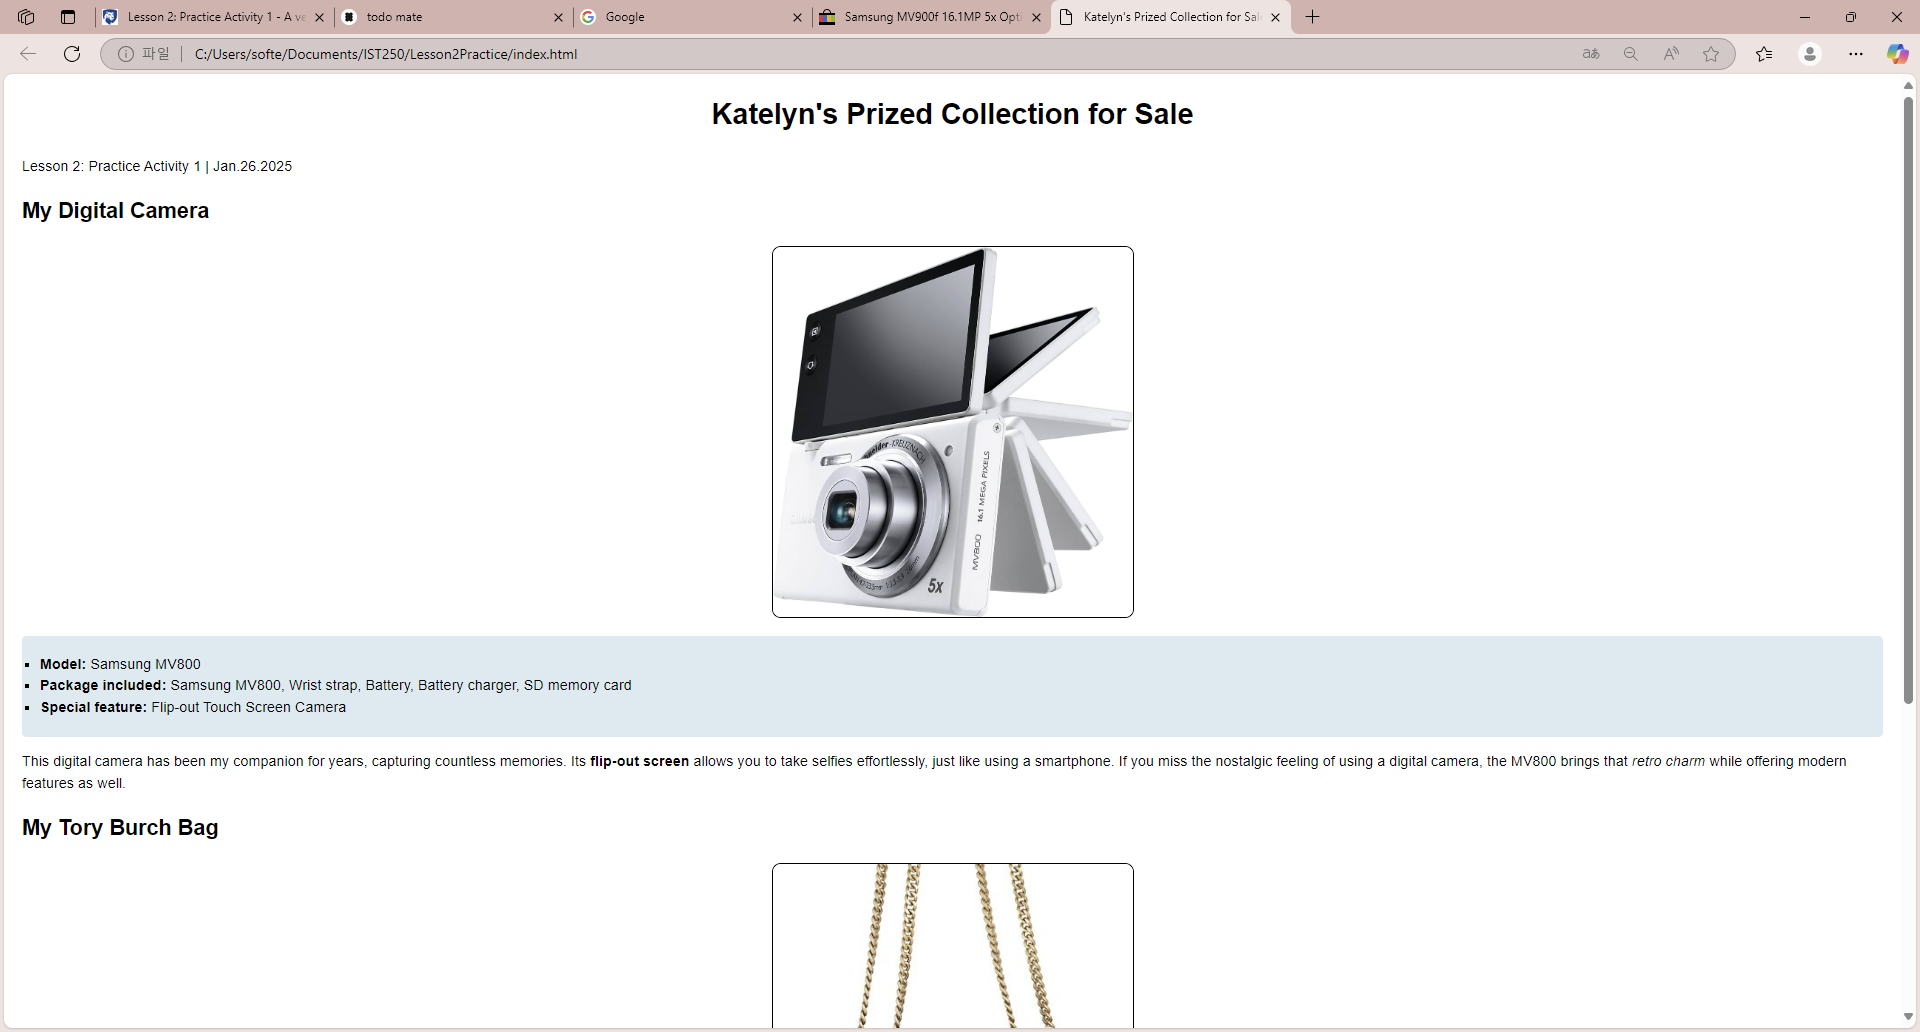 Lesson 2: Practice Activity 1 - A ve
todo mate
Google
Samsung MV900f 16.1MP 5x Opti
Katelyn's Prized Collection for Sale
파일
C:/Users/softe/Documents/IST250/Lesson2Practice/index.html
Katelyn's Prized Collection for Sale
Lesson 2: Practice Activity 1 | Jan.26.2025
My Digital Camera
KREUZNACH
16.1 MEGA PIXELS
MV800
5x
Model: Samsung MV800
Package included: Samsung MV800, Wrist strap, Battery, Battery charger, SD memory card
Special feature: Flip-out Touch Screen Camera
This digital camera has been my companion for years, capturing countless memories. Its flip-out screen allows you to take selfies effortlessly, just like using a smartphone. If you miss the nostalgic feeling of using a digital camera, the MV800 brings that retro charm while offering modern
features as well.
My Tory Burch Bag